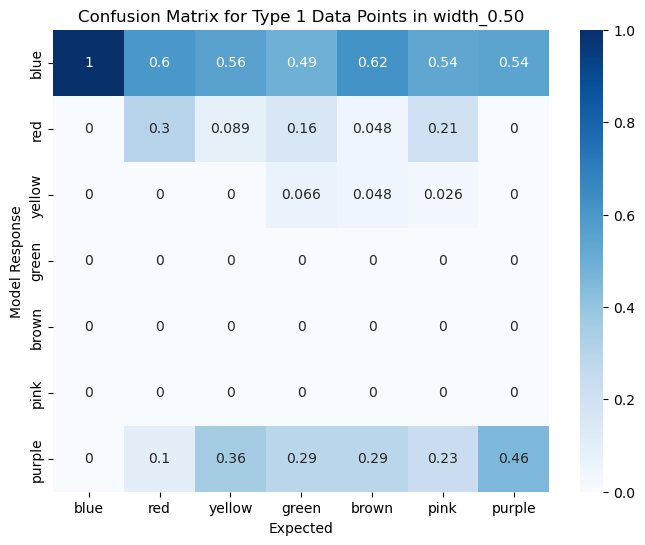 Confusion Matrix for Type 1 Data Points in width_0.50
blue 1 0.6 0.56 0.49 0.62 0.54 0.54
red 0 0.3 0.089 0.16 0.048 0.21 0
yellow 0 0 0 0.066 0.048 0.026 0
green 0 0 0 0 0 0 0
brown 0 0 0 0 0 0 0
pink 0 0 0 0 0 0 0
purple 0 0.1 0.36 0.29 0.29 0.23 0.46
blue red yellow green brown pink purple
Expected
Model Response
1.0
0.8
0.6
0.4
0.2
0.0